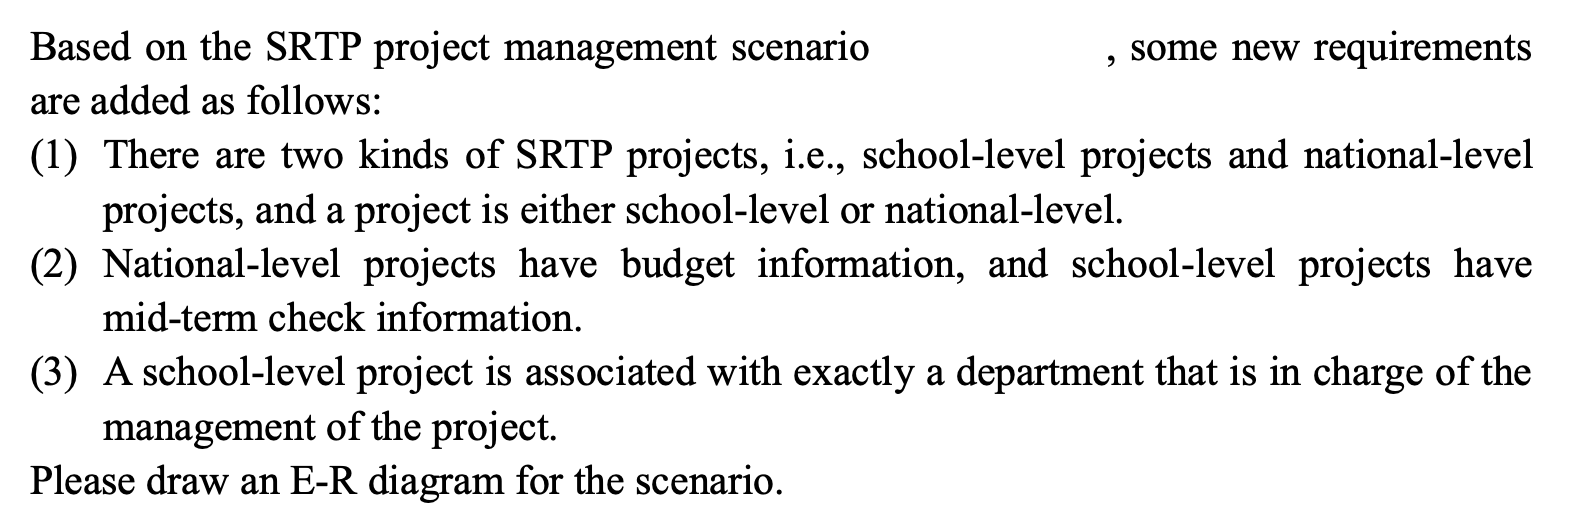 Based on the SRTP project management scenario , some new requirements
are added as follows:
(1) There are two kinds of SRTP projects, i.e., school-level projects and national-level
projects, and a project is either school-level or national-level.
(2) National-level projects have budget information, and school-level projects have
mid-term check information.
(3) A school-level project is associated with exactly a department that is in charge of the
management of the project.
Please draw an E-R diagram for the scenario.